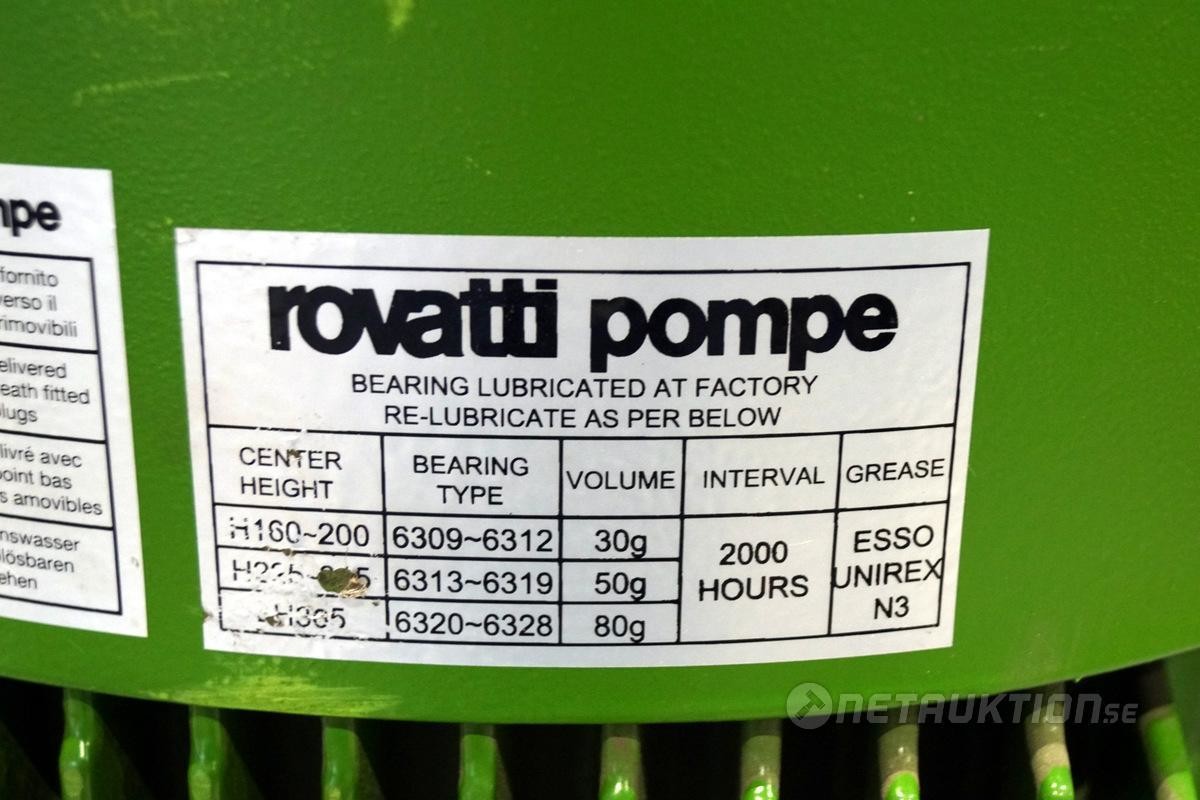 mpe
fornito
verso il
rimovibili
elivered
eath fitted
plugs
livré avec
point bas
s amovibles
nswasser
lösbaren
ehen
rovatti pompe
BEARING LUBRICATED AT FACTORY
RE-LUBRICATE AS PER BELOW
CENTER HEIGHT
BEARING TYPE
VOLUME
INTERVAL
GREASE
H160~200 6309~6312 30g
6313~6319 50g
6320~6328 80g
2000
HOURS
ESSO
UNIREX
N3
NETAUKTION.SE